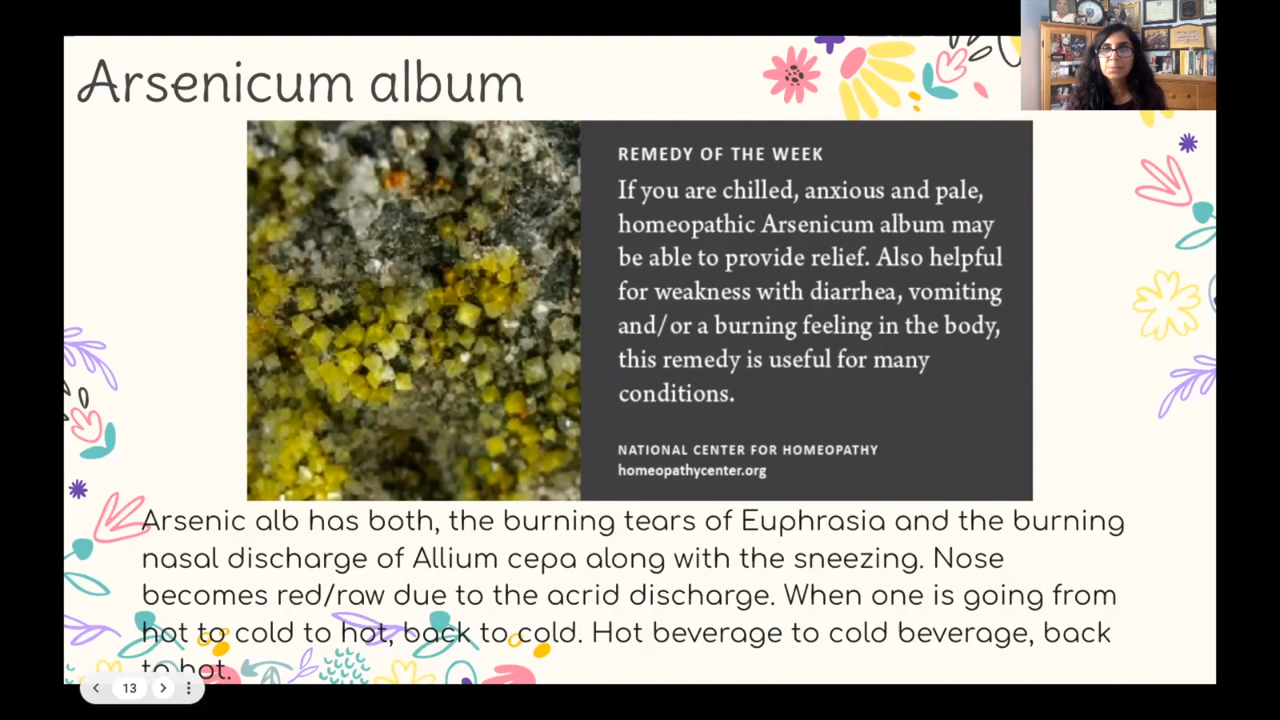 Arsenicum album
REMEDY OF THE WEEK
If you are chilled, anxious and pale,
homeopathic Arsenicum album may
be able to provide relief. Also helpful
for weakness with diarrhea, vomiting
and/or a burning feeling in the body,
this remedy is useful for many
conditions.
NATIONAL CENTER FOR HOMEOPATHY
homeopathycenter.org
Arsenic alb has both, the burning tears of Euphrasia and the burning
nasal discharge of Allium cepa along with the sneezing. Nose
becomes red/raw due to the acrid discharge. When one is going from
hot to cold to hot, back to cold. Hot beverage to cold beverage, back
to hot.
13